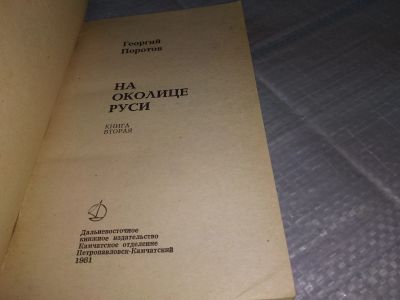 Георгий
Поротов
НА
ОКОЛИЦЕ
РУСИ
КНИГА
ВТОРАЯ
Дальневосточное
книжное издательство
Камчатское отделение
Петропавловск-Камчатский
1981